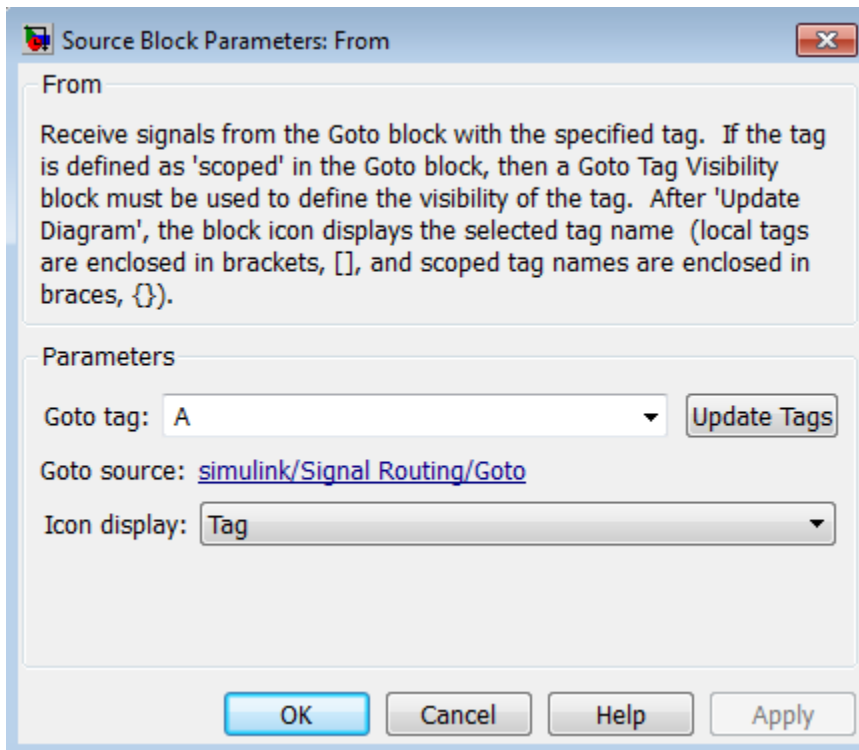 Source Block Parameters: From
From
Receive signals from the Goto block with the specified tag.  If the tag
is defined as 'scoped' in the Goto block, then a Goto Tag Visibility
block must be used to define the visibility of the tag.  After 'Update
Diagram', the block icon displays the selected tag name  (local tags
are enclosed in brackets, [], and scoped tag names are enclosed in
braces, {}).
Parameters
Goto tag: A Update Tags
Goto source: simulink/Signal Routing/Goto
Icon display: Tag
OK Cancel Help Apply